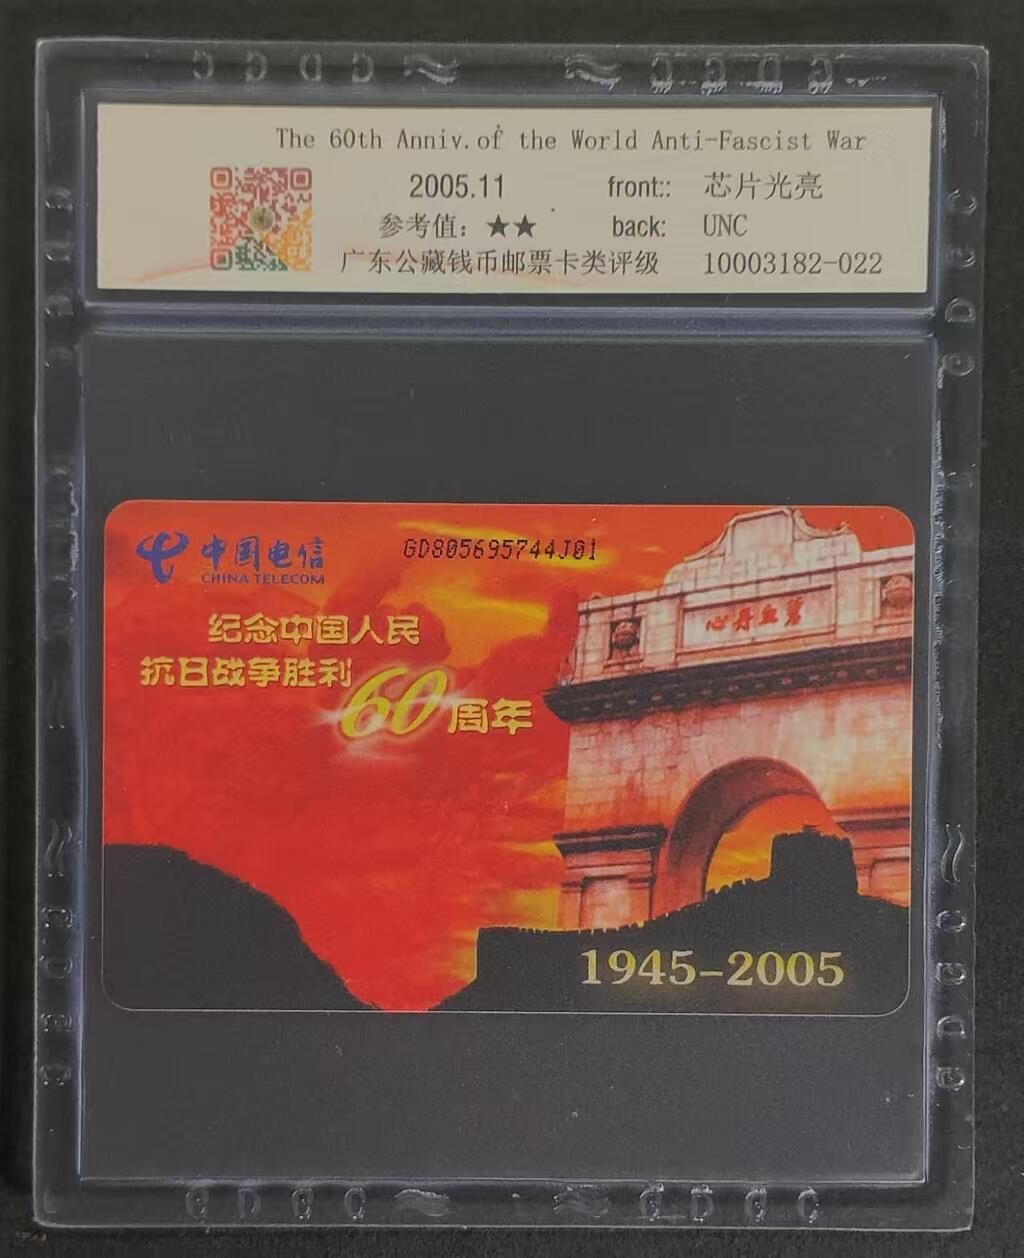 The 60th Anniv.of the World Anti-Fascist War
2005.11 front:: 芯片光亮
参考值：★★ back: UNC
广东公藏钱币邮票卡类评级 10003182-022
中国电信
CHINA TELECOM
GD805695744J01
纪念中国人民
抗日战争胜利60周年
心丹血碧
1945-2005